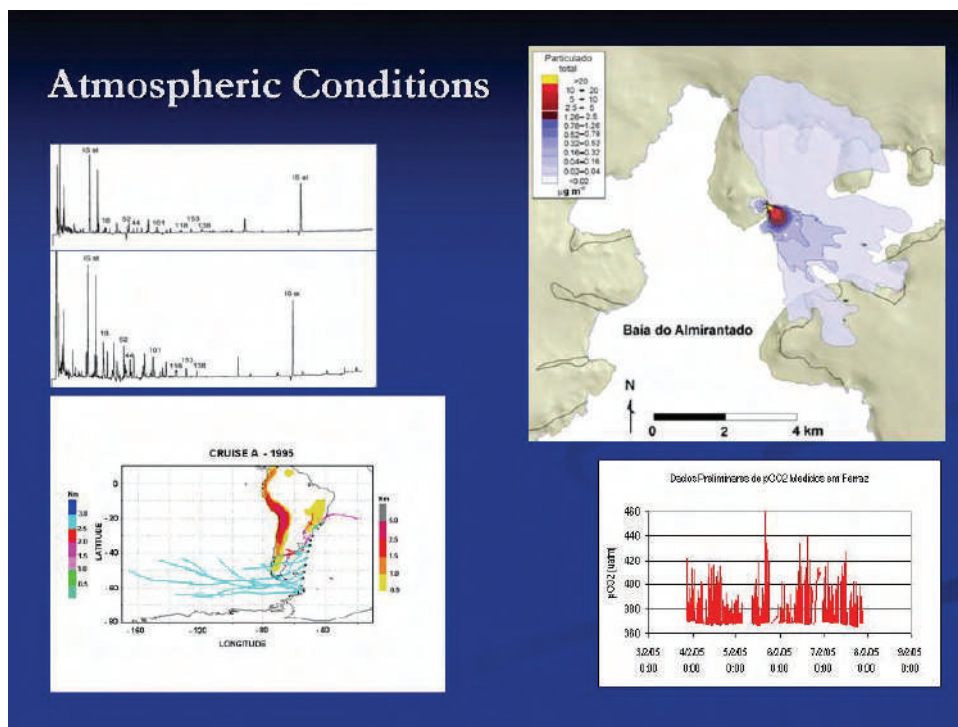 Atmospheric Conditions
IS st
IS st
18
52
44
101
118
153
138
IS st
IS st
18
52
44
101
118
153
138
Particulado
total
>20
10 → 20
5 → 10
2.5 → 5
1.26→2.5
0.78→1.26
0.52→0.78
0.32→0.52
0.16→0.32
0.04→0.16
0.02→0.04
<0.02
µg m⁻³
Baia do Almirantado
N
0 2 4 km
CRUISE A - 1995
Km
3.0
2.5
2.0
1.5
1.0
0.5
LATITUDE
0
-20
-40
-60
-80
-160 -120 -80 -40
LONGITUDE
Km
5.0
2.5
1.5
1.0
0.5
Dados Preliminares de pCO2 Medidos em Ferraz
pCO2 (uatm)
460
440
420
400
380
360
3/2/05 4/2/05 5/2/05 6/2/05 7/2/05 8/2/05 9/2/05
0:00 0:00 0:00 0:00 0:00 0:00 0:00